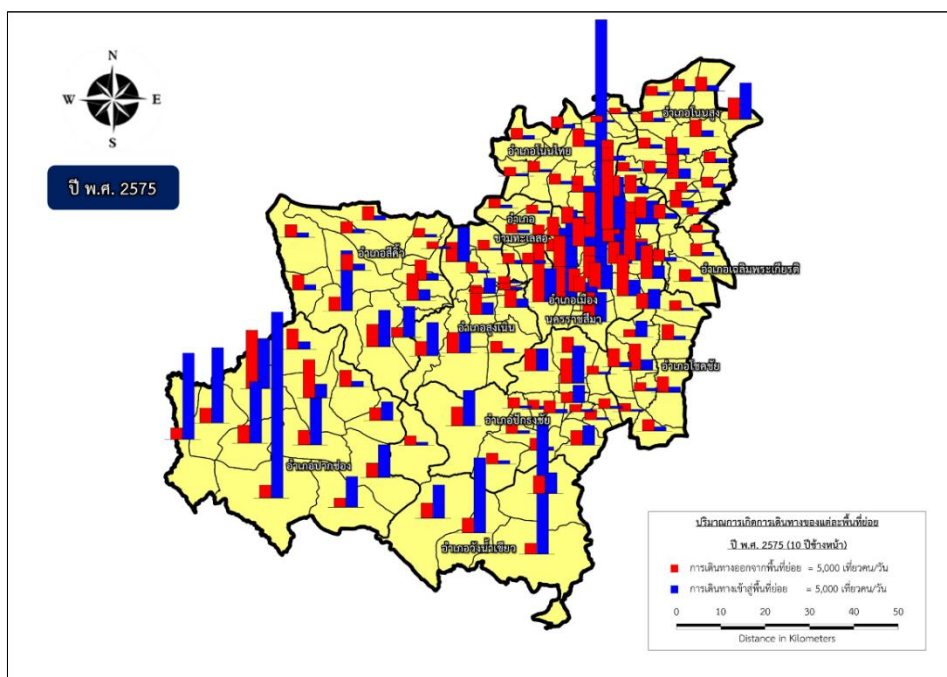 N
W E
S
ปี พ.ศ. 2575
อำเภอโนนสูง
อำเภอโนนไทย
อำเภอ
ขามทะเลสอ
อำเภอสีคิ้ว
อำเภอเฉลิมพระเกียรติ
อำเภอเมือง
นครราชสีมา
อำเภอสูงเนิน
อำเภอโชคชัย
อำเภอปักธงชัย
อำเภอปากช่อง
อำเภอวังน้ำเขียว
ปริมาณการเกิดการเดินทางของแต่ละพื้นที่ย่อย
ปี พ.ศ. 2575 (10 ปีข้างหน้า)
การเดินทางออกจากพื้นที่ย่อย = 5,000 เที่ยวคน/วัน
การเดินทางเข้าสู่พื้นที่ย่อย = 5,000 เที่ยวคน/วัน
0 10 20 30 40 50
Distance in Kilometers